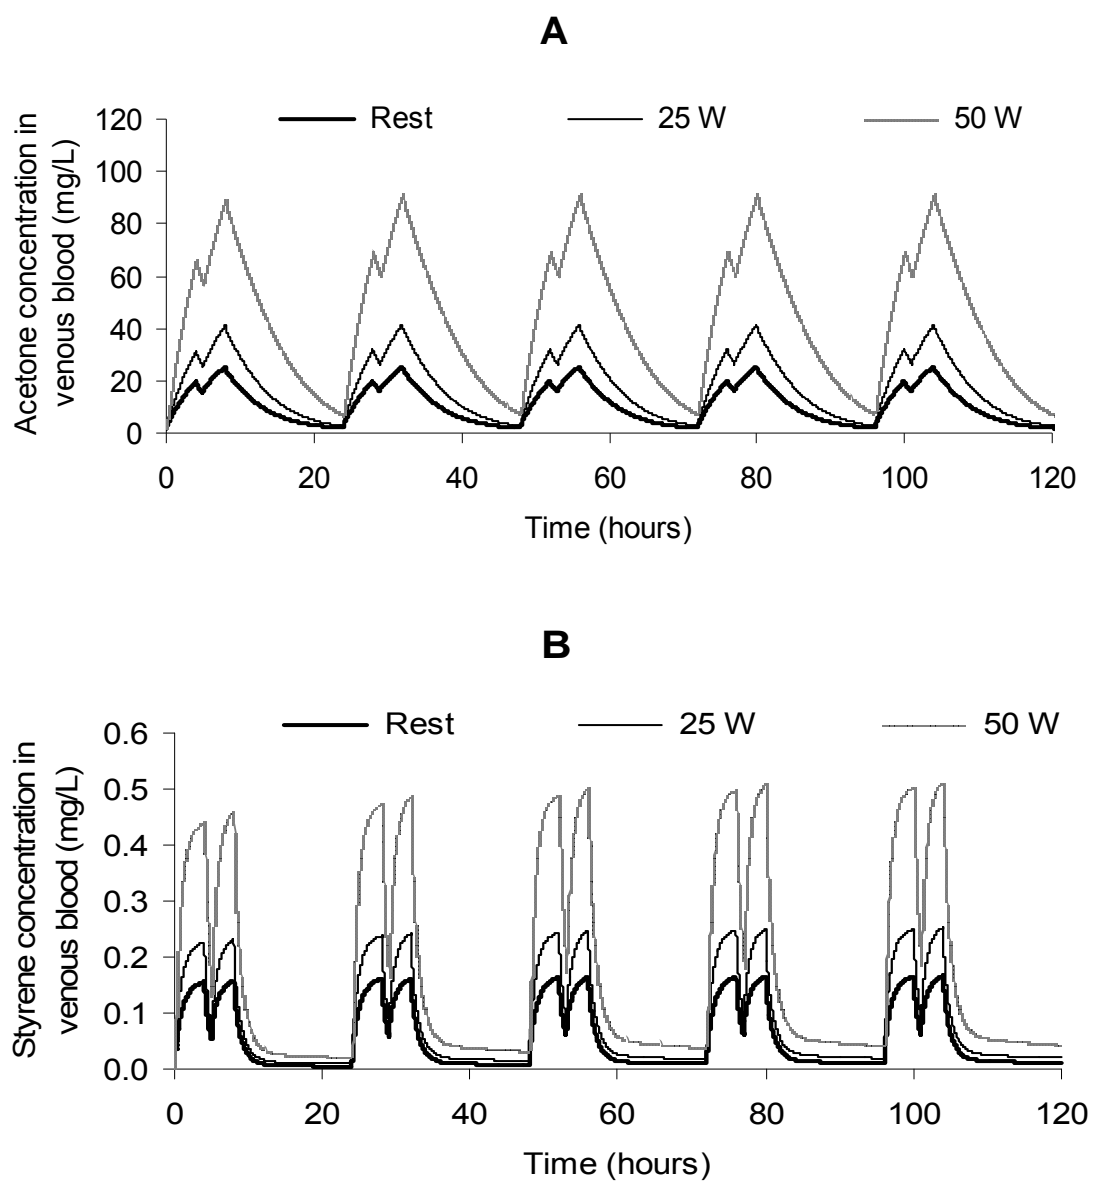 A
Rest 25 W 50 W
Acetone concentration in
venous blood (mg/L)
120
100
80
60
40
20
0
0 20 40 60 80 100 120
Time (hours)
B
Rest 25 W 50 W
Styrene concentration in
venous blood (mg/L)
0.6
0.5
0.4
0.3
0.2
0.1
0.0
0 20 40 60 80 100 120
Time (hours)